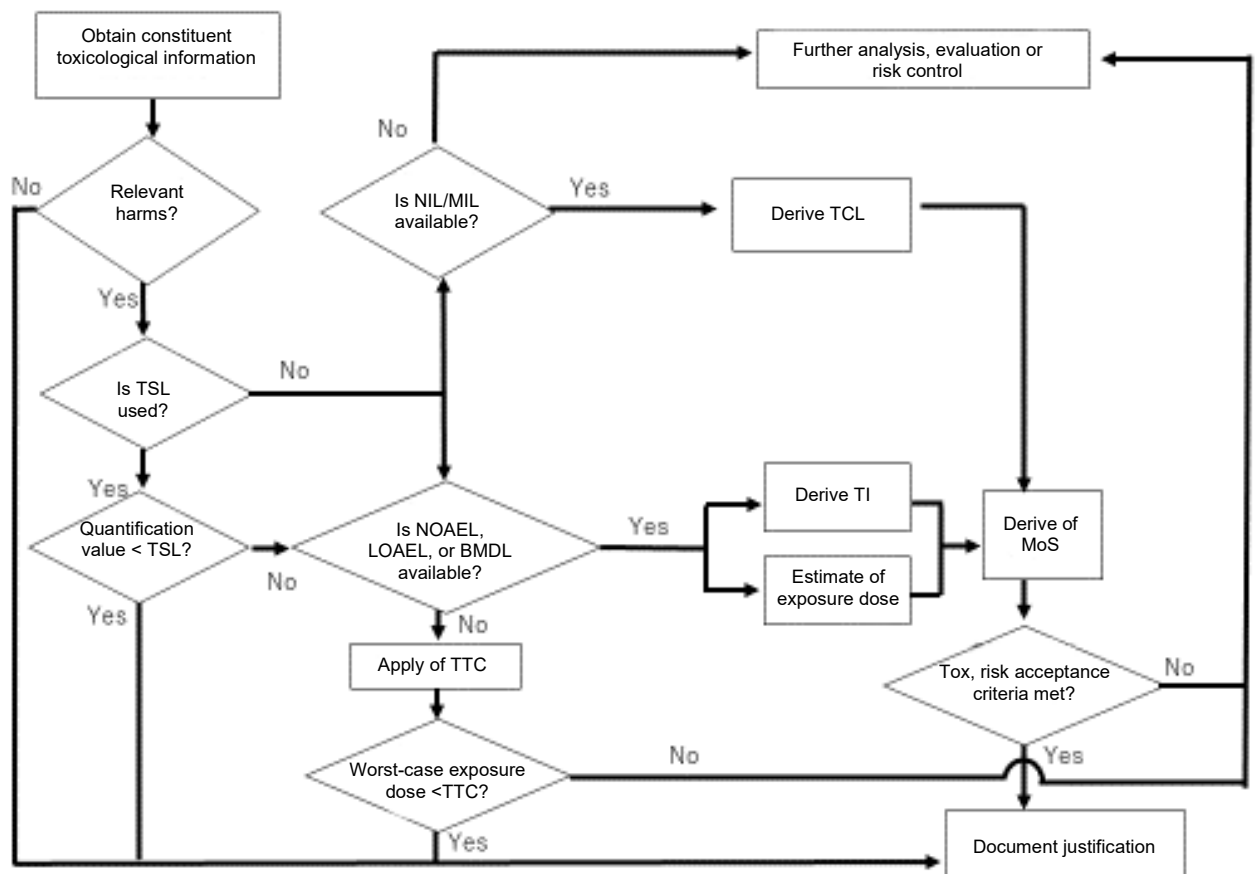 Obtain constituent
toxicological information
Further analysis, evaluation or
risk control
No
No
Relevant
harms?
Is NIL/MIL
available?
Yes
Derive TCL
Yes
Is TSL
used?
No
Yes
Quantification
value < TSL?
No
Is NOAEL,
LOAEL, or BMDL
available?
Yes
Derive TI
Estimate of
exposure dose
Derive of
MoS
Yes
No
Apply of TTC
Tox, risk acceptance
criteria met?
No
Worst-case exposure
dose <TTC?
No
Yes
Yes
Document justification